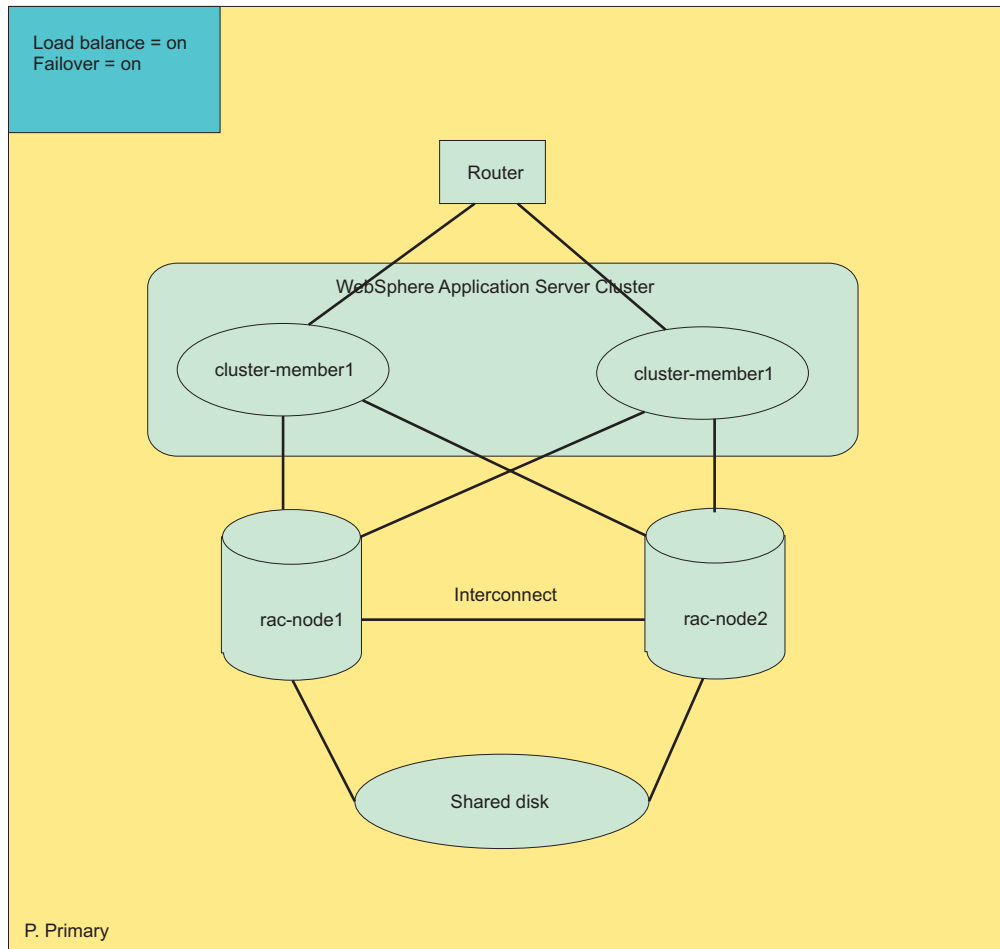 Load balance = on
Failover = on
Router
WebSphere Application Server Cluster
cluster-member1
cluster-member1
Interconnect
rac-node1
rac-node2
Shared disk
P. Primary